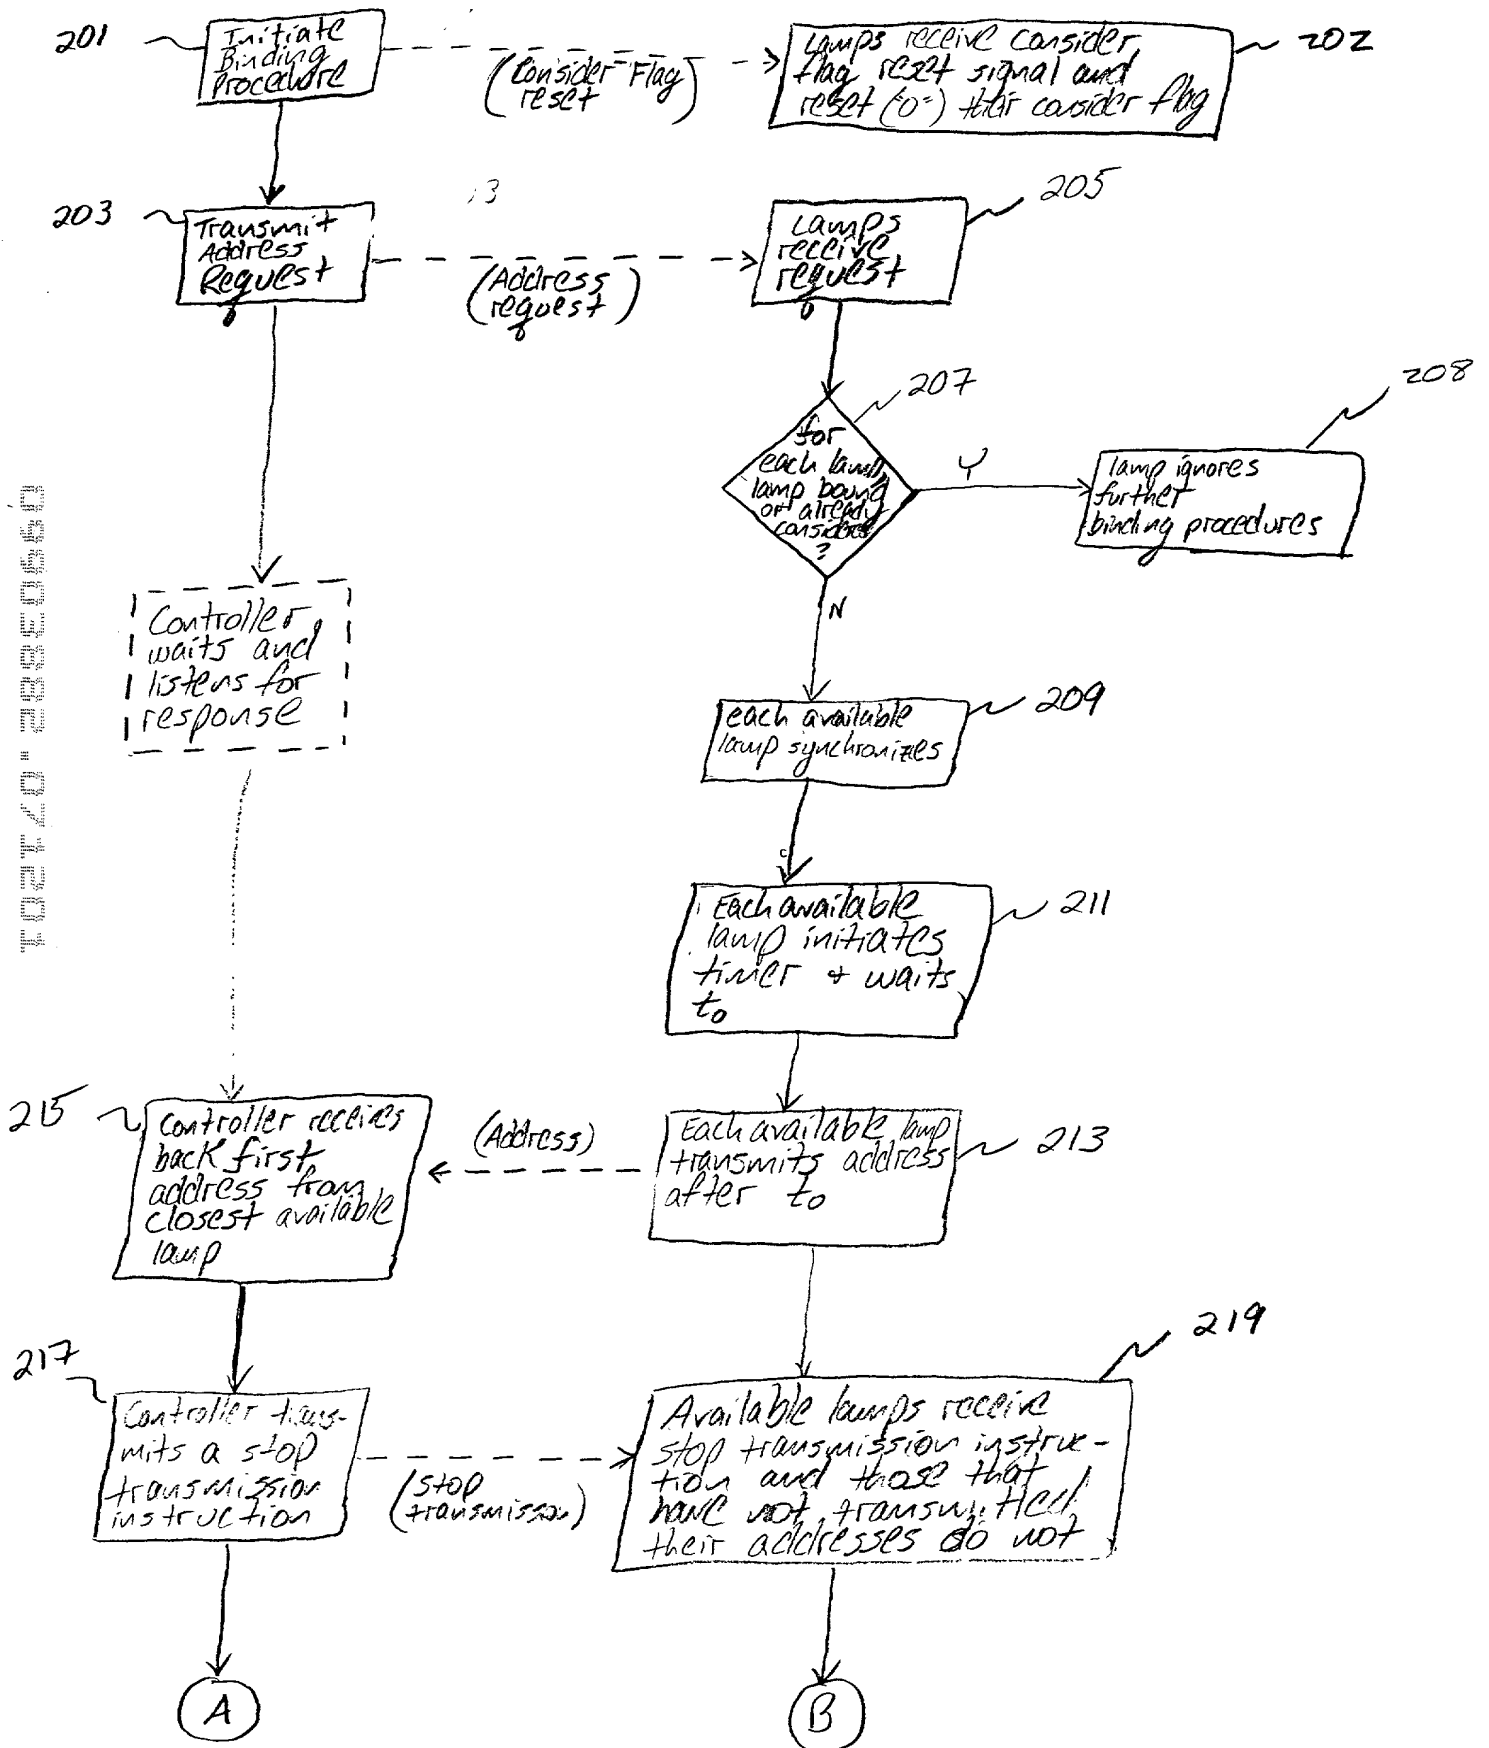 201
Initiate
Binding
Procedure
(Consider Flag
reset)
Lamps receive consider
flag reset signal and
reset ("0") their consider flag
202
203
Transmit
Address
Request
(Address
request)
Lamps
receive
request
205
207
for
each lamp,
lamp bound
or already
considered
?
Y
208
lamp ignores
further
binding procedures
N
Controller
waits and
listens for
response
each available
lamp synchronizes
209
Each available
lamp initiates
timer + waits
t0
211
215
Controller receives
back first
address from
closest available
lamp
(Address)
Each available lamp
transmits address
after t0
213
217
Controller trans-
mits a stop
transmission
instruction
(stop
transmission)
219
Available lamps receive
stop transmission instruc-
tion and those that
have not transmitted
their addresses do not
A
B
09903882.071201